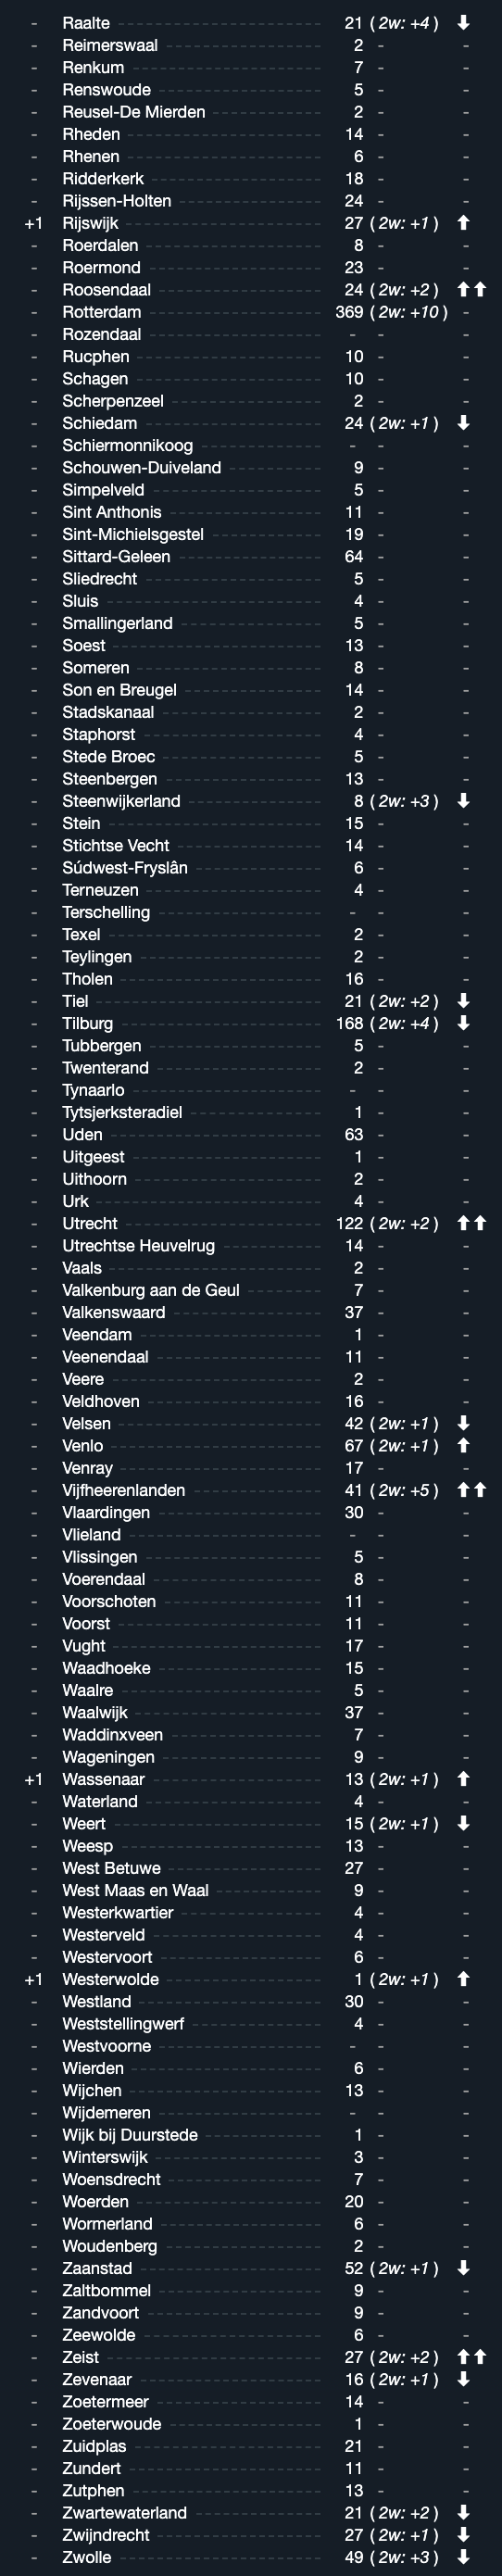 - Raalte 21 ( 2w: +4 ) ⬇
- Reimerswaal 2 - -
- Renkum 7 - -
- Renswoude 5 - -
- Reusel-De Mierden 2 - -
- Rheden 14 - -
- Rhenen 6 - -
- Ridderkerk 18 - -
- Rijssen-Holten 24 - -
+1 Rijswijk 27 ( 2w: +1 ) ⬆
- Roerdalen 8 - -
- Roermond 23 - -
- Roosendaal 24 ( 2w: +2 ) ⬆⬆
- Rotterdam 369 ( 2w: +10 ) -
- Rozendaal - - -
- Rucphen 10 - -
- Schagen 10 - -
- Scherpenzeel 2 - -
- Schiedam 24 ( 2w: +1 ) ⬇
- Schiermonnikoog - - -
- Schouwen-Duiveland 9 - -
- Simpelveld 5 - -
- Sint Anthonis 11 - -
- Sint-Michielsgestel 19 - -
- Sittard-Geleen 64 - -
- Sliedrecht 5 - -
- Sluis 4 - -
- Smallingerland 5 - -
- Soest 13 - -
- Someren 8 - -
- Son en Breugel 14 - -
- Stadskanaal 2 - -
- Staphorst 4 - -
- Stede Broec 5 - -
- Steenbergen 13 - -
- Steenwijkerland 8 ( 2w: +3 ) ⬇
- Stein 15 - -
- Stichtse Vecht 14 - -
- Súdwest-Fryslân 6 - -
- Terneuzen 4 - -
- Terschelling - - -
- Texel 2 - -
- Teylingen 2 - -
- Tholen 16 - -
- Tiel 21 ( 2w: +2 ) ⬇
- Tilburg 168 ( 2w: +4 ) ⬇
- Tubbergen 5 - -
- Twenterand 2 - -
- Tynaarlo - - -
- Tytsjerksteradiel 1 - -
- Uden 63 - -
- Uitgeest 1 - -
- Uithoorn 2 - -
- Urk 4 - -
- Utrecht 122 ( 2w: +2 ) ⬆⬆
- Utrechtse Heuvelrug 14 - -
- Vaals 2 - -
- Valkenburg aan de Geul 7 - -
- Valkenswaard 37 - -
- Veendam 1 - -
- Veenendaal 11 - -
- Veere 2 - -
- Veldhoven 16 - -
- Velsen 42 ( 2w: +1 ) ⬇
- Venlo 67 ( 2w: +1 ) ⬆
- Venray 17 - -
- Vijfheerenlanden 41 ( 2w: +5 ) ⬆⬆
- Vlaardingen 30 - -
- Vlieland - - -
- Vlissingen 5 - -
- Voerendaal 8 - -
- Voorschoten 11 - -
- Voorst 11 - -
- Vught 17 - -
- Waadhoeke 15 - -
- Waalre 5 - -
- Waalwijk 37 - -
- Waddinxveen 7 - -
- Wageningen 9 - -
+1 Wassenaar 13 ( 2w: +1 ) ⬆
- Waterland 4 - -
- Weert 15 ( 2w: +1 ) ⬇
- Weesp 13 - -
- West Betuwe 27 - -
- West Maas en Waal 9 - -
- Westerkwartier 4 - -
- Westerveld 4 - -
- Westervoort 6 - -
+1 Westerwolde 1 ( 2w: +1 ) ⬆
- Westland 30 - -
- Weststellingwerf 4 - -
- Westvoorne - - -
- Wierden 6 - -
- Wijchen 13 - -
- Wijdemeren - - -
- Wijk bij Duurstede 1 - -
- Winterswijk 3 - -
- Woensdrecht 7 - -
- Woerden 20 - -
- Wormerland 6 - -
- Woudenberg 2 - -
- Zaanstad 52 ( 2w: +1 ) ⬇
- Zaltbommel 9 - -
- Zandvoort 9 - -
- Zeewolde 6 - -
- Zeist 27 ( 2w: +2 ) ⬆⬆
- Zevenaar 16 ( 2w: +1 ) ⬇
- Zoetermeer 14 - -
- Zoeterwoude 1 - -
- Zuidplas 21 - -
- Zundert 11 - -
- Zutphen 13 - -
- Zwartewaterland 21 ( 2w: +2 ) ⬇
- Zwijndrecht 27 ( 2w: +1 ) ⬇
- Zwolle 49 ( 2w: +3 ) ⬇